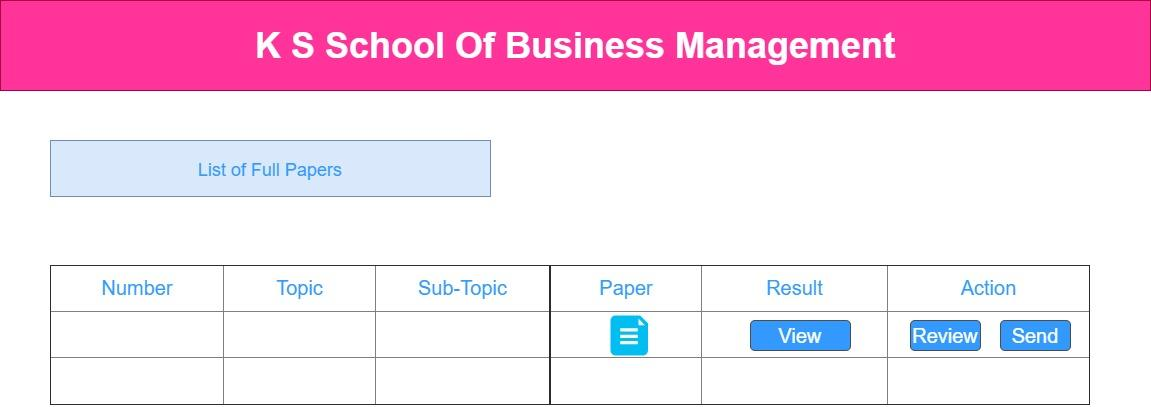 K S School Of Business Management
List of Full Papers
Number Topic Sub-Topic Paper Result Action
View Review Send